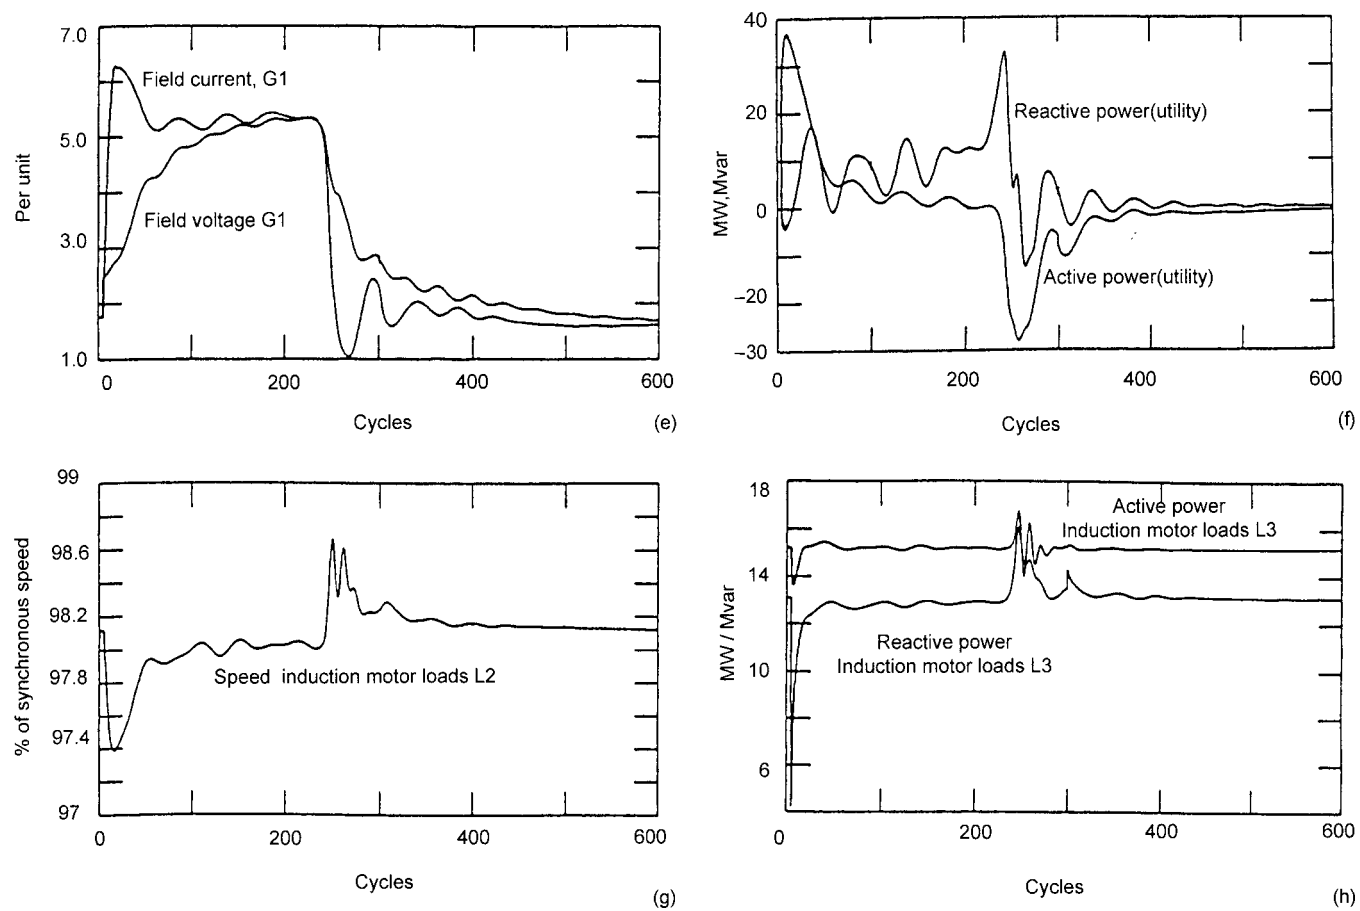 7.0
Field current, G1
5.0
Per unit
Field voltage G1
3.0
1.0
0
200
400
600
Cycles
(e)
40
20
Reactive power(utility)
10
MW,Mvar
0
Active power(utility)
–20
–30
0
200
400
600
Cycles
(f)
99
98.6
% of synchronous speed
98.2
97.8
Speed induction motor loads L2
97.4
97
0
200
400
600
Cycles
(g)
18
Active power
Induction motor loads L3
14
MW / Mvar
Reactive power
Induction motor loads L3
10
6
0
200
400
600
Cycles
(h)